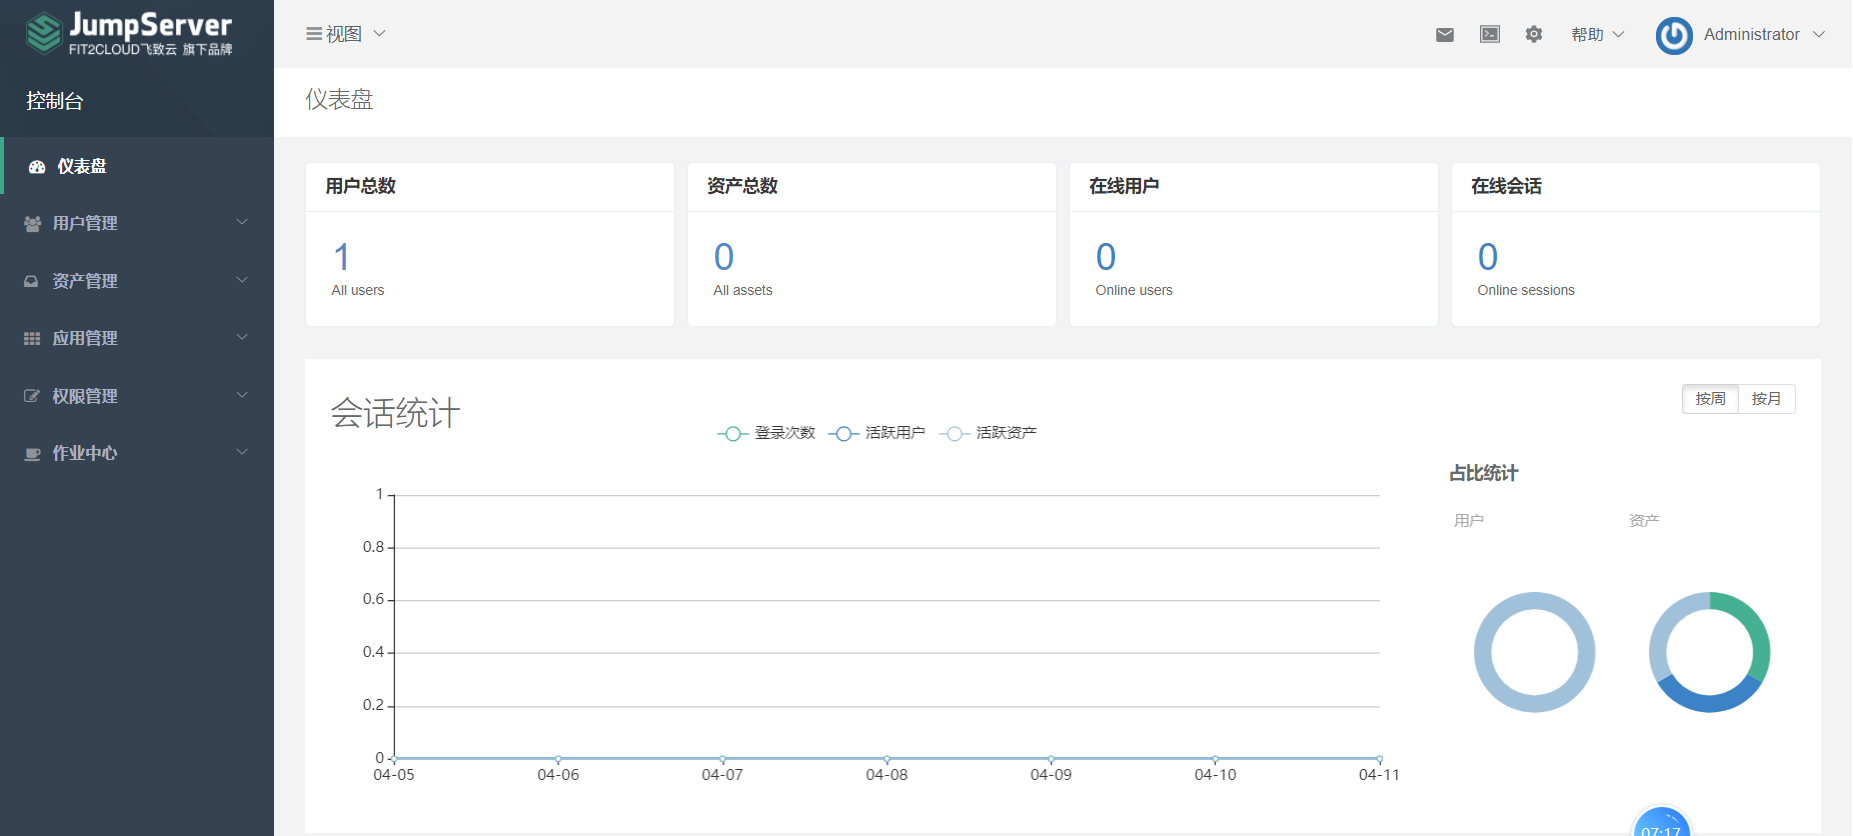 JumpServer
FIT2CLOUD飞致云 旗下品牌
控制台
仪表盘
用户管理
资产管理
应用管理
权限管理
作业中心
视图
帮助
Administrator
仪表盘
用户总数
1
All users
资产总数
0
All assets
在线用户
0
Online users
在线会话
0
Online sessions
会话统计
按周 按月
登录次数 活跃用户 活跃资产
1
0.8
0.6
0.4
0.2
0
04-05 04-06 04-07 04-08 04-09 04-10 04-11
占比统计
用户 资产
07:17